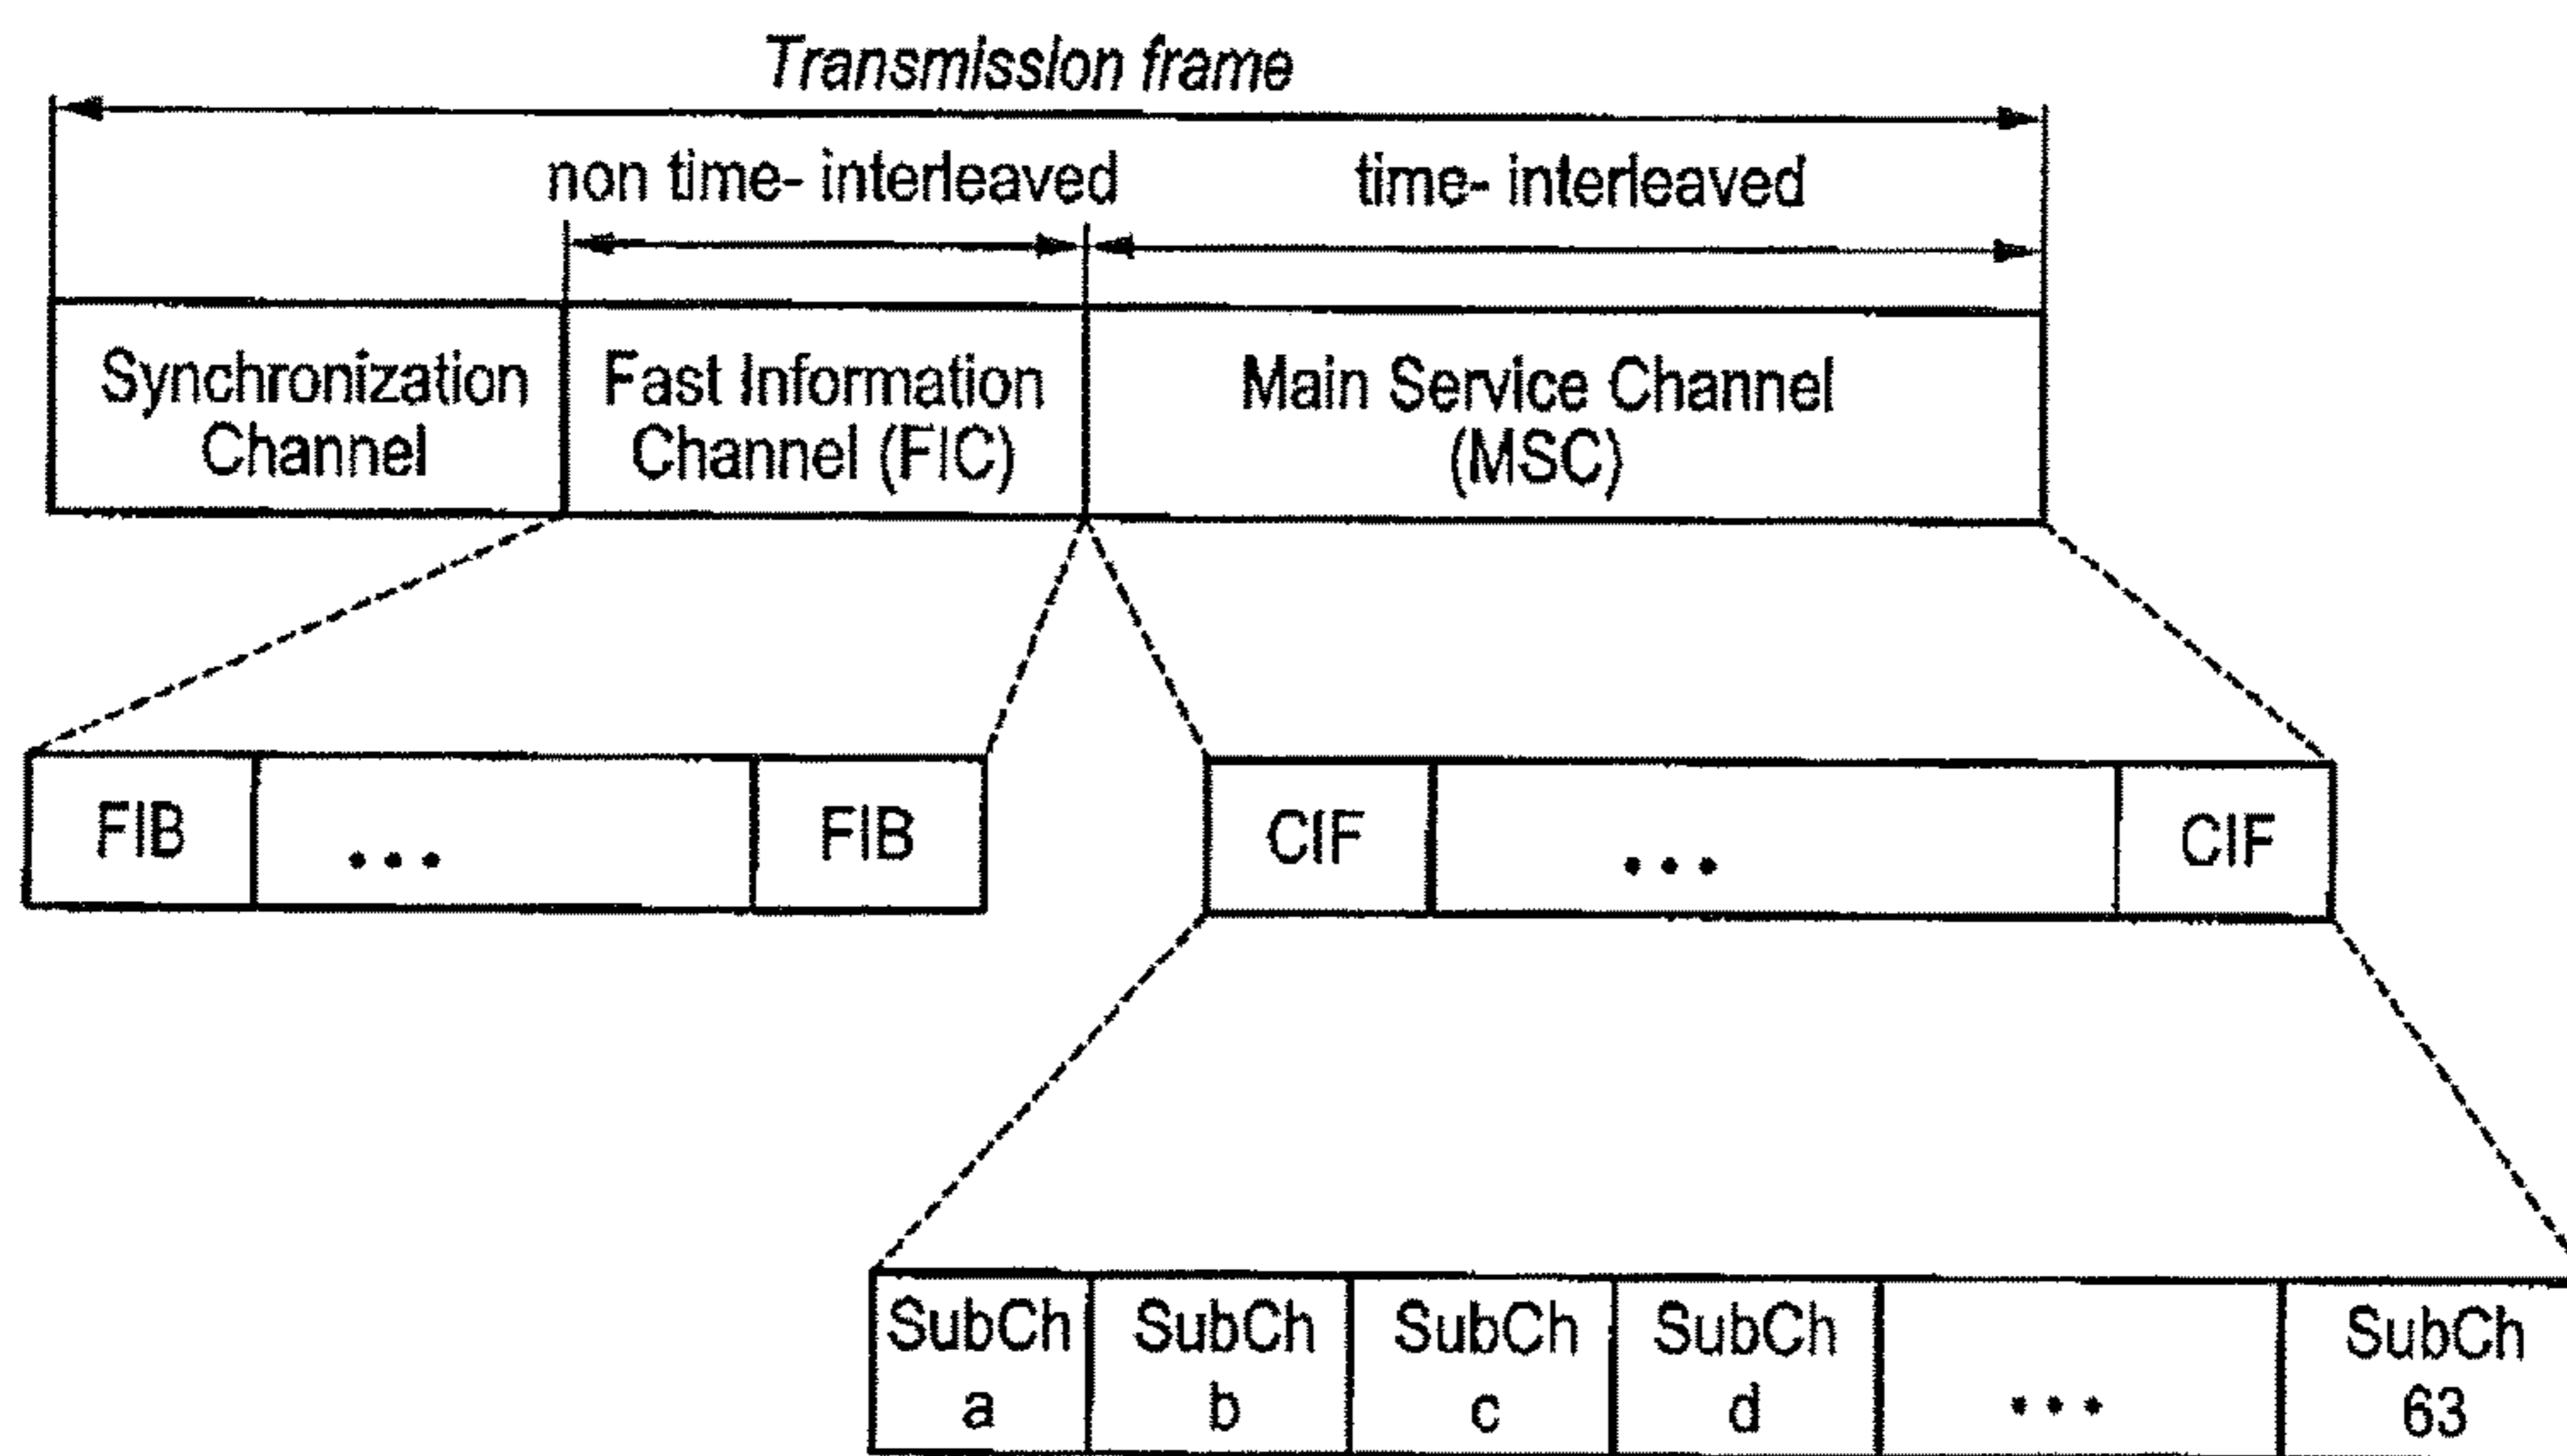 Transmission frame
non time- interleaved
time- interleaved
Synchronization
Channel
Fast Information
Channel (FIC)
Main Service Channel
(MSC)
FIB
...
FIB
CIF
...
CIF
SubCh
a
SubCh
b
SubCh
c
SubCh
d
...
SubCh
63